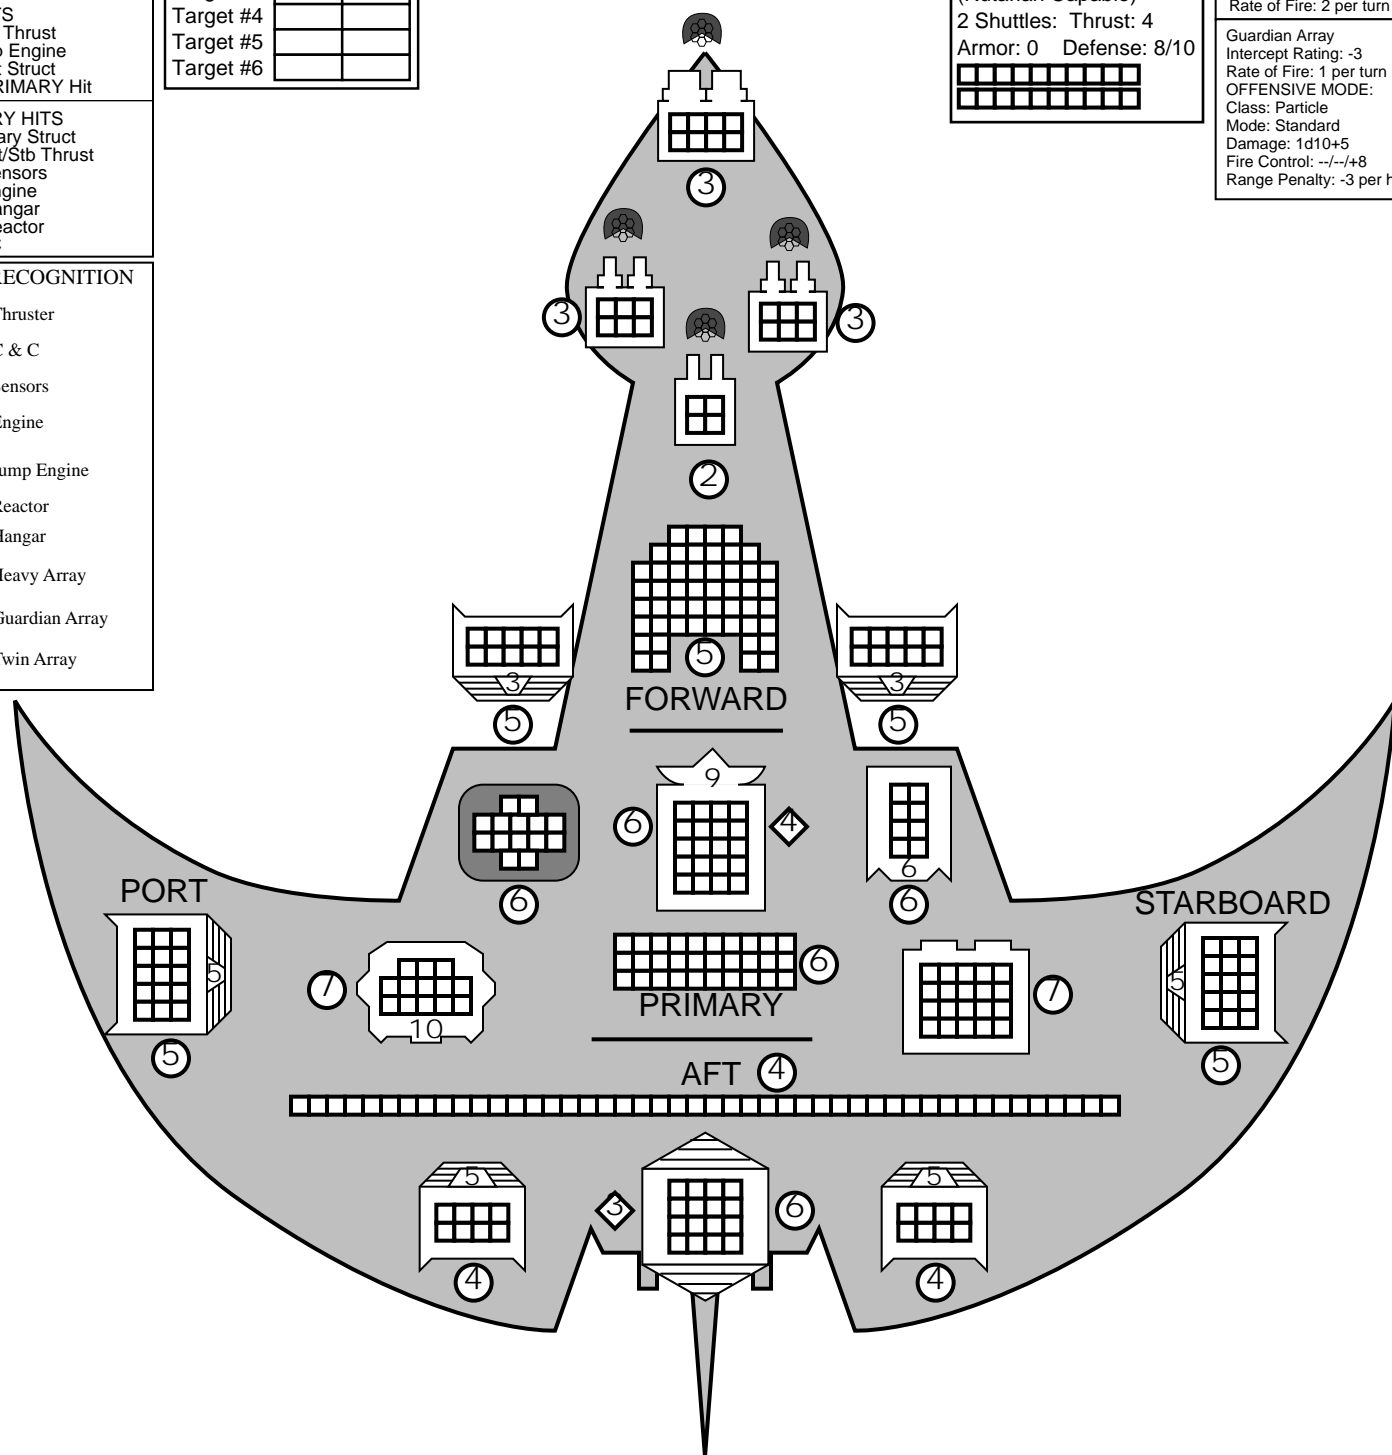 Thrust
Engine
Struct
PRIMARY Hit
HITS
Struct
Thrust
RECOGNITION
Thruster
C & C
Sensors
Engine
Jump Engine
Reactor
Hangar
Heavy Array
Guardian Array
Twin Array
Target #4
Target #5
Target #6
2 Shuttles: Thrust: 4
Armor: 0 Defense: 8/10
Rate of Fire: 2 per turn
Guardian Array
Intercept Rating: -3
Rate of Fire: 1 per turn
OFFENSIVE MODE:
Class: Particle
Mode: Standard
Damage: 1d10+5
Fire Control: --/--/+8
Range Penalty: -3 per
3
3
3
2
5
FORWARD
3
5
3
5
9
6
4
6
6
6
PORT
STARBOARD
5
5
7
10
6
PRIMARY
7
5
5
AFT 4
5
4
3
6
5
4